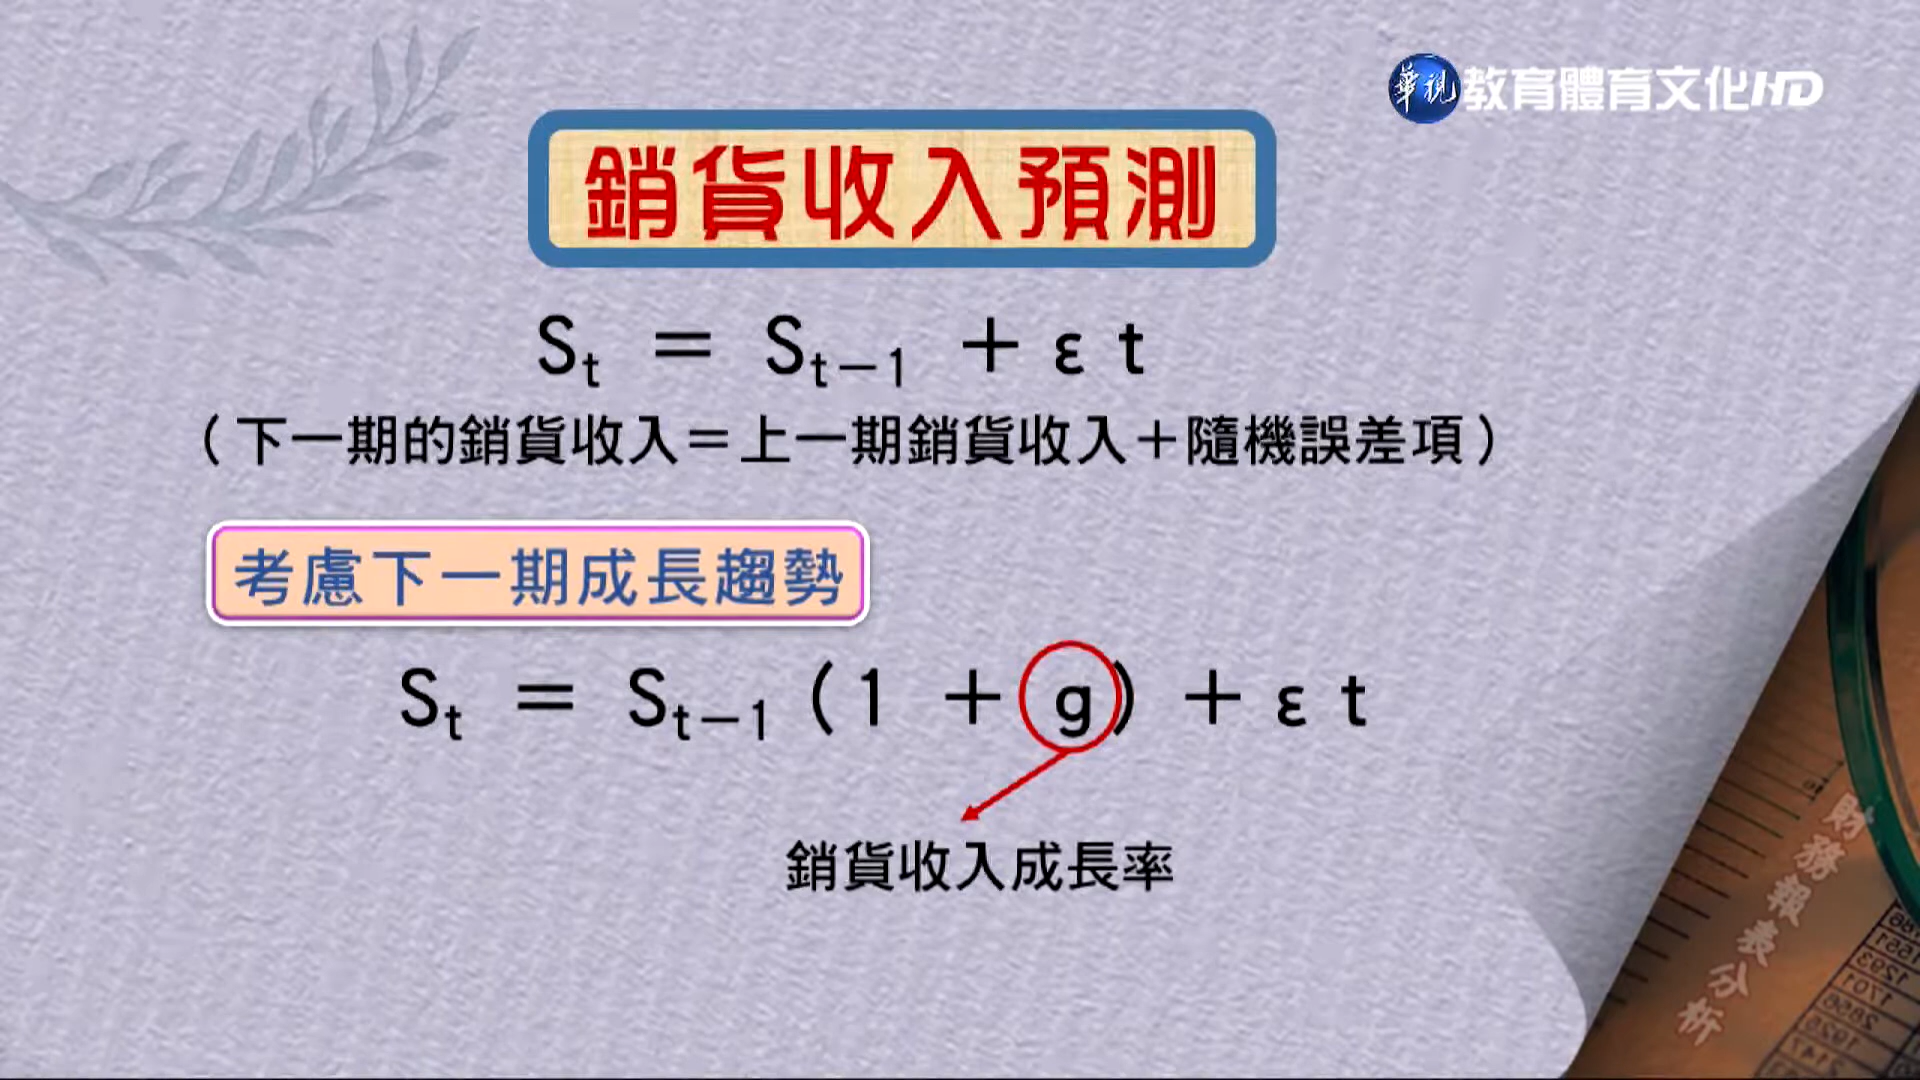 華視 教育體育文化HD
銷貨收入預測
St = St－1 ＋ε t
（下一期的銷貨收入＝上一期銷貨收入＋隨機誤差項）
考慮下一期成長趨勢
St = St－1（1 ＋ g）＋ε t
銷貨收入成長率
財務報表分析